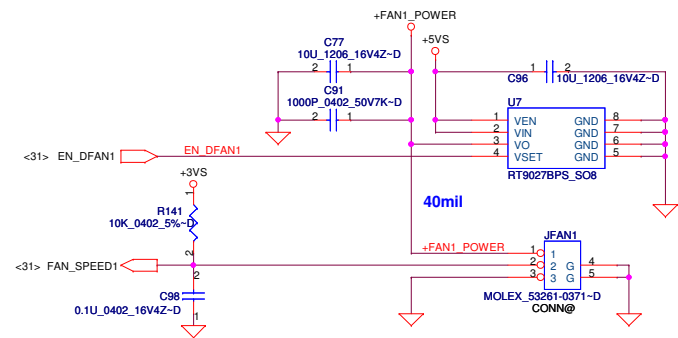 +FAN1_POWER
+5VS
C77
10U_1206_16V4Z~D
2 1
C91
1000P_0402_50V7K~D
2 1
C96
1 2
10U_1206_16V4Z~D
U7
1 VEN GND 8
2 VIN GND 7
3 VO GND 6
4 VSET GND 5
RT9027BPS_SO8
<31> EN_DFAN1
EN_DFAN1
+3VS
1
R141
10K_0402_5%~D
2
40mil
<31> FAN_SPEED1
2
C98
0.1U_0402_16V4Z~D
1
+FAN1_POWER
JFAN1
1 1
2 2 G 4
3 3 G 5
MOLEX_53261-0371~D
CONN@